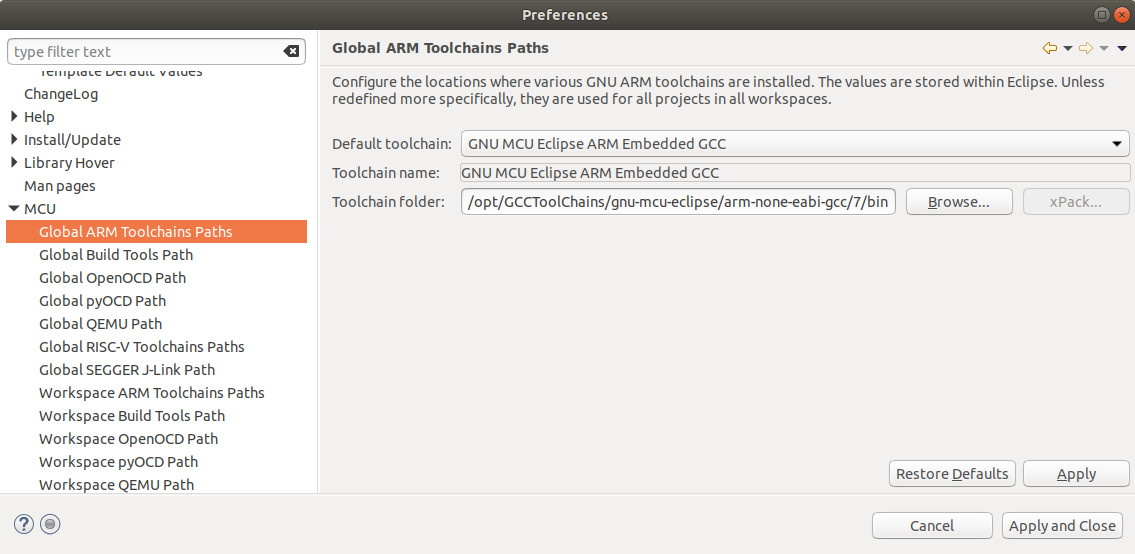 Preferences
type filter text
Template Default Values
ChangeLog
Help
Install/Update
Library Hover
Man pages
MCU
Global ARM Toolchains Paths
Global Build Tools Path
Global OpenOCD Path
Global pyOCD Path
Global QEMU Path
Global RISC-V Toolchains Paths
Global SEGGER J-Link Path
Workspace ARM Toolchains Paths
Workspace Build Tools Path
Workspace OpenOCD Path
Workspace pyOCD Path
Workspace QEMU Path
Global ARM Toolchains Paths
Configure the locations where various GNU ARM toolchains are installed. The values are stored within Eclipse. Unless
redefined more specifically, they are used for all projects in all workspaces.
Default toolchain: GNU MCU Eclipse ARM Embedded GCC
Toolchain name: GNU MCU Eclipse ARM Embedded GCC
Toolchain folder: /opt/GCCToolChains/gnu-mcu-eclipse/arm-none-eabi-gcc/7/bin Browse... xPack...
Restore Defaults Apply
? Cancel Apply and Close